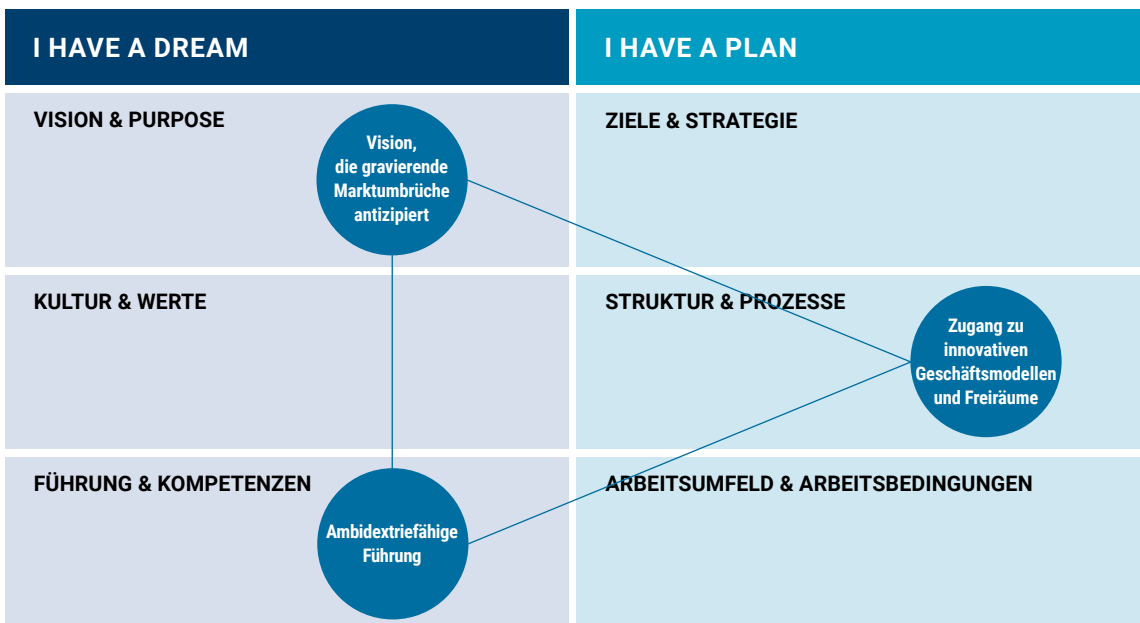 I HAVE A DREAM
I HAVE A PLAN
VISION & PURPOSE
Vision,
die gravierende
Marktumbrüche
antizipiert
ZIELE & STRATEGIE
KULTUR & WERTE
STRUKTUR & PROZESSE
Zugang zu
innovativen
Geschäftsmodellen
und Freiräume
FÜHRUNG & KOMPETENZEN
Ambidextriefähige
Führung
ARBEITSUMFELD & ARBEITSBEDINGUNGEN